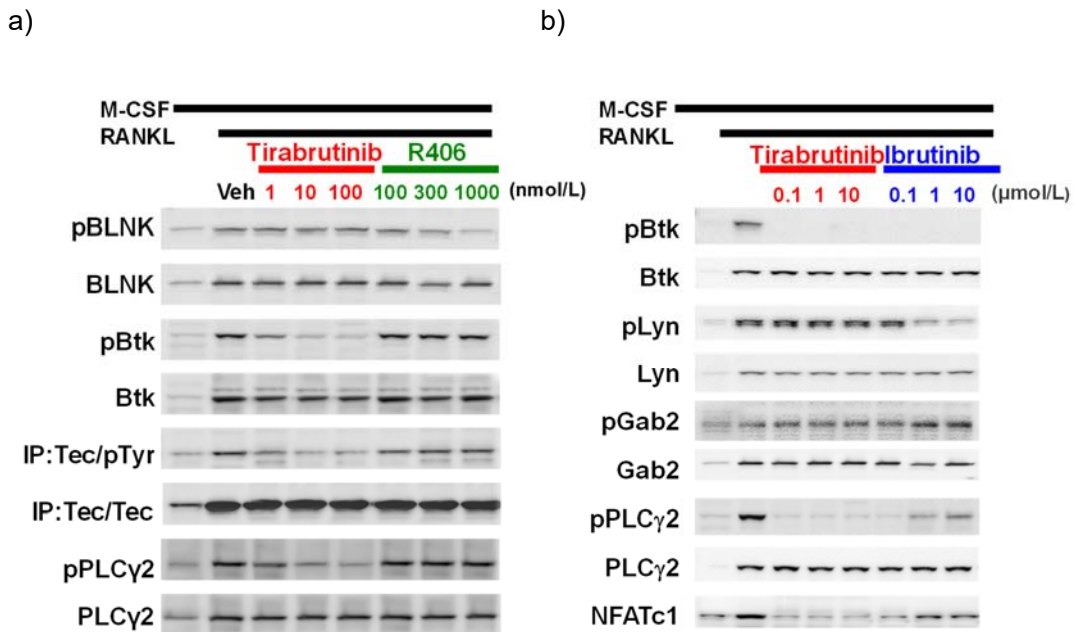 a)
M-CSF
RANKL
Tirabrutinib R406
Veh 1 10 100 100 300 1000 (nmol/L)
pBLNK
BLNK
pBtk
Btk
IP:Tec/pTyr
IP:Tec/Tec
pPLCγ2
PLCγ2
b)
M-CSF
RANKL
Tirabrutinib Ibrutinib
0.1 1 10 0.1 1 10 (μmol/L)
pBtk
Btk
pLyn
Lyn
pGab2
Gab2
pPLCγ2
PLCγ2
NFATc1